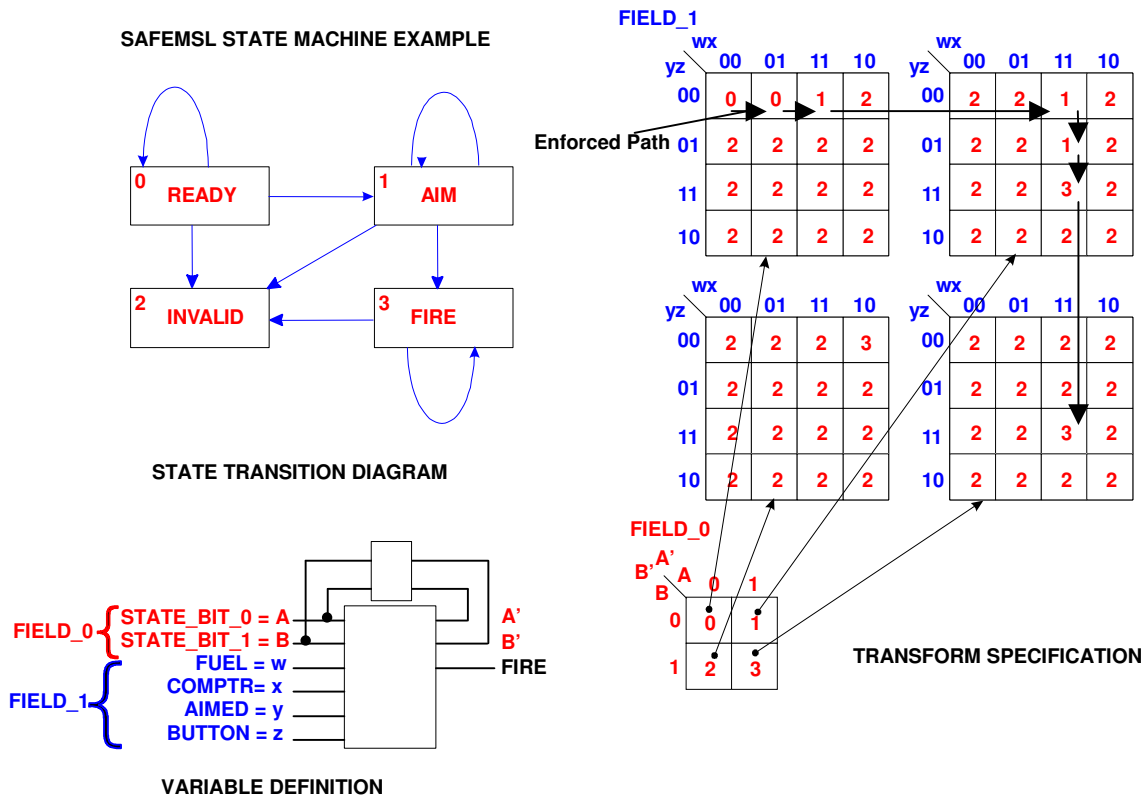 SAFEMSL STATE MACHINE EXAMPLE
0
READY
1
AIM
2
INVALID
3
FIRE
STATE TRANSITION DIAGRAM
FIELD_1
wx
yz 00 01 11 10
00 0 0 1 2
Enforced Path
01 2 2 2 2
11 2 2 2 2
10 2 2 2 2
wx
yz 00 01 11 10
00 2 2 1 2
01 2 2 1 2
11 2 2 3 2
10 2 2 2 2
wx
yz 00 01 11 10
00 2 2 2 3
01 2 2 2 2
11 2 2 2 2
10 2 2 2 2
wx
yz 00 01 11 10
00 2 2 2 2
01 2 2 2 2
11 2 2 3 2
10 2 2 2 2
FIELD_0
A'
B' A 0 1
B
0 0 1
1 2 3
TRANSFORM SPECIFICATION
FIELD_0
STATE_BIT_0 = A
STATE_BIT_1 = B
FIELD_1
FUEL = w
COMPTR= x
AIMED = y
BUTTON = z
A'
B'
FIRE
VARIABLE DEFINITION